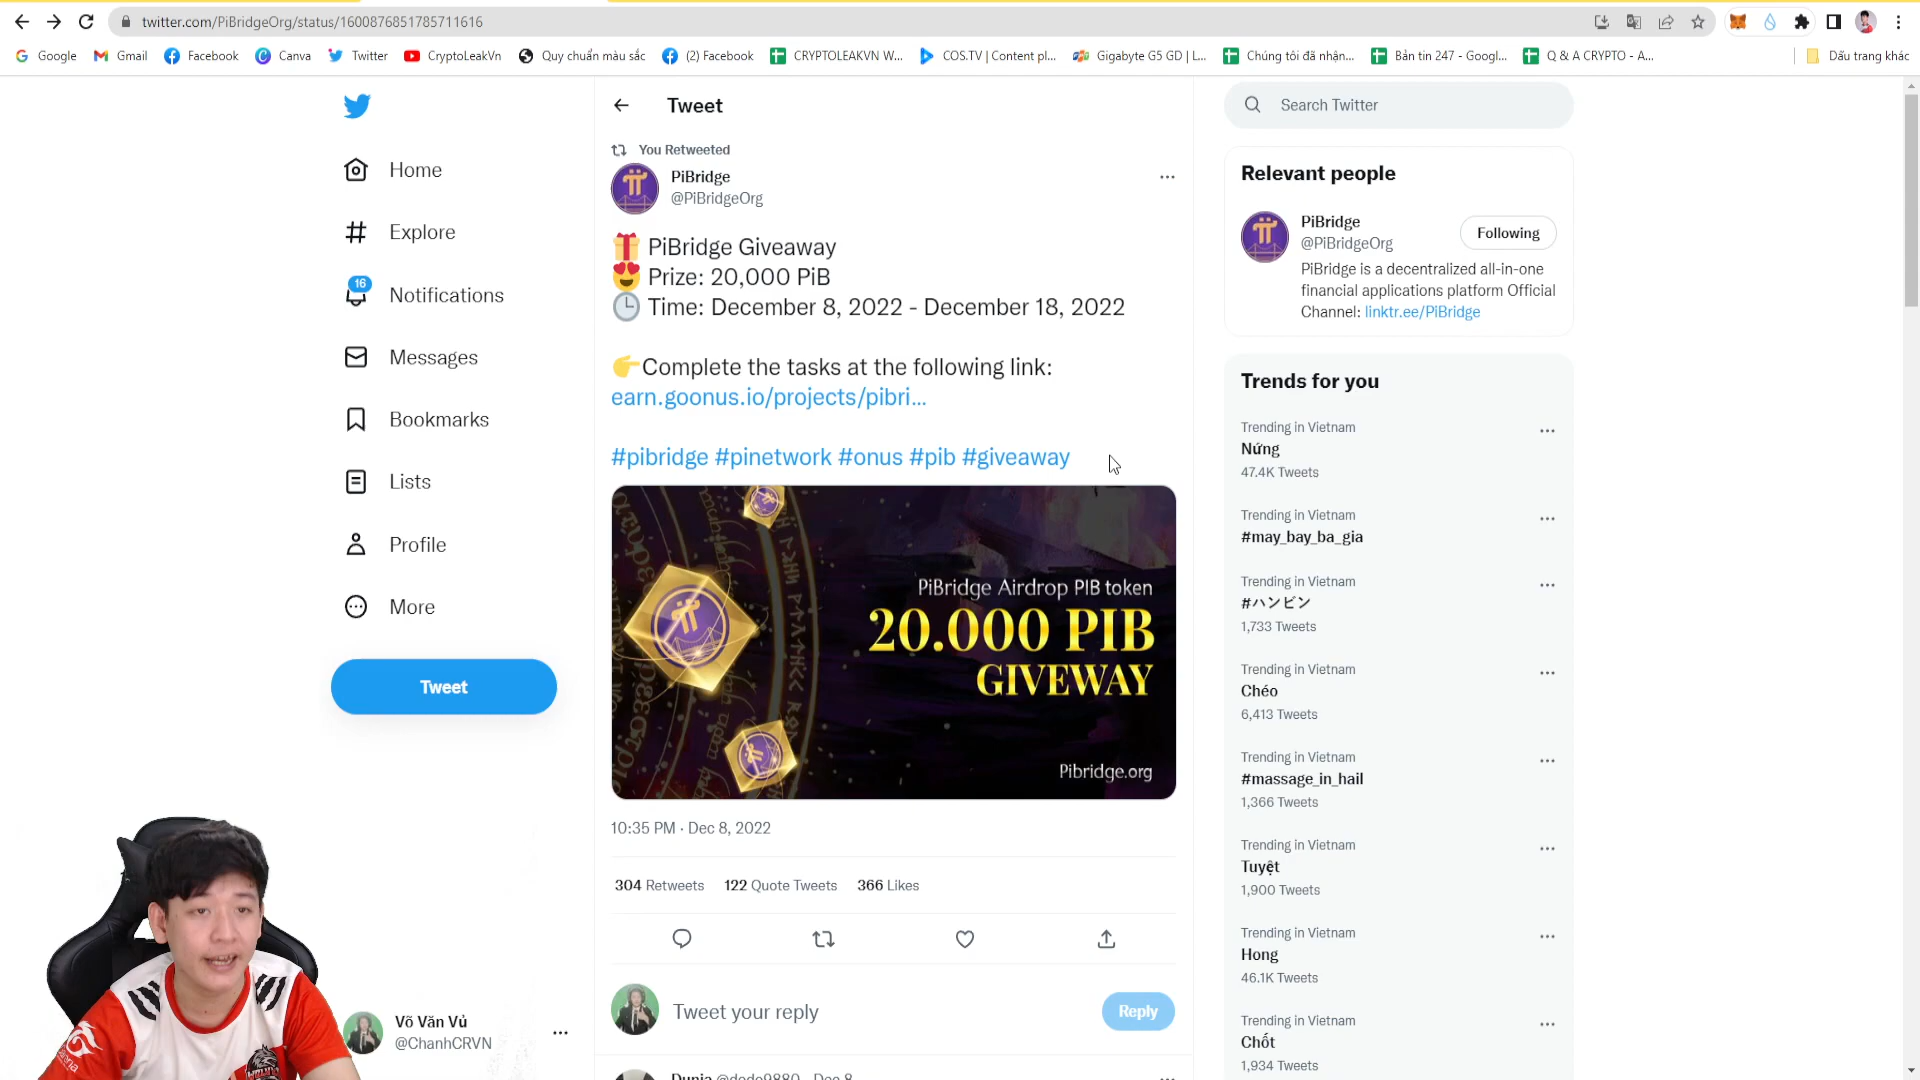 twitter.com/PiBridgeOrg/status/1600876851785711616
Google
Gmail
Facebook
Canva
Twitter
CryptoLeakVn
Quy chuẩn màu sắc
(2) Facebook
CRYPTOLEAKVN W...
COS.TV | Content pl...
Gigabyte G5 GD | L...
Chúng tôi đã nhận...
Bản tin 247 - Googl...
Q & A CRYPTO - A...
Dấu trang khác
Home
Explore
16
Notifications
Messages
Bookmarks
Lists
Profile
More
Tweet
Võ Văn Vủ
@ChanhCRVN
Tweet
You Retweeted
PiBridge
@PiBridgeOrg
🎁 PiBridge Giveaway
😍 Prize: 20,000 PiB
🕒 Time: December 8, 2022 - December 18, 2022
👉Complete the tasks at the following link:
earn.goonus.io/projects/pibri...
#pibridge #pinetwork #onus #pib #giveaway
PiBridge Airdrop PIB token
20.000 PIB
GIVEWAY
Pibridge.org
10:35 PM · Dec 8, 2022
304 Retweets 122 Quote Tweets 366 Likes
Tweet your reply
Reply
Search Twitter
Relevant people
PiBridge
@PiBridgeOrg
Following
PiBridge is a decentralized all-in-one
financial applications platform Official
Channel: linktr.ee/PiBridge
Trends for you
Trending in Vietnam
Nứng
47.4K Tweets
Trending in Vietnam
#may_bay_ba_gia
Trending in Vietnam
#ハンビン
1,733 Tweets
Trending in Vietnam
Chéo
6,413 Tweets
Trending in Vietnam
#massage_in_hail
1,366 Tweets
Trending in Vietnam
Tuyệt
1,900 Tweets
Trending in Vietnam
Hong
46.1K Tweets
Trending in Vietnam
Chốt
1,934 Tweets